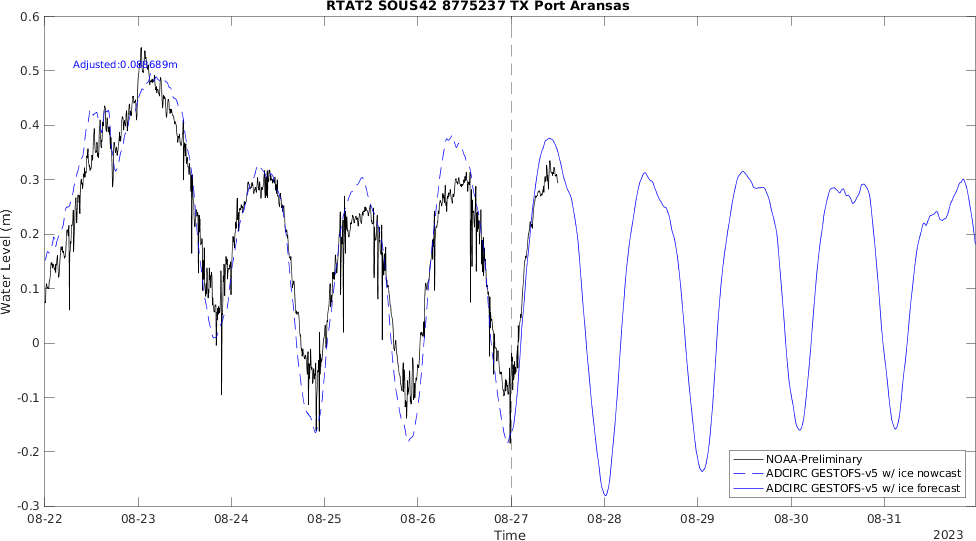 RTAT2 SOUS42 8775237 TX Port Aransas
0.6
Adjusted:0.088689m
0.5
0.4
0.3
0.2
0.1
0
-0.1
-0.2
-0.3
Water Level (m)
NOAA-Preliminary
ADCIRC GESTOFS-v5 w/ ice nowcast
ADCIRC GESTOFS-v5 w/ ice forecast
08-22 08-23 08-24 08-25 08-26 08-27 08-28 08-29 08-30 08-31
Time
2023